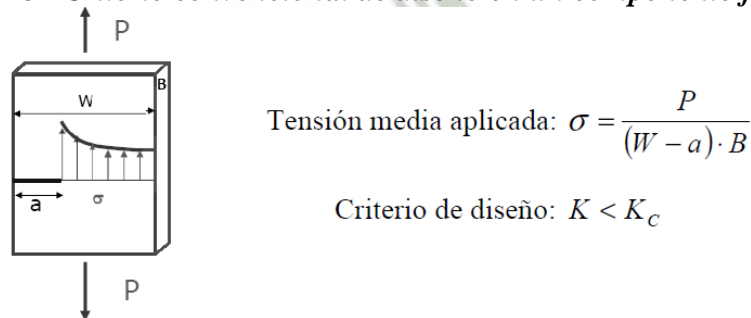 P
B
W
Tensión media aplicada: σ = P / ((W − a) · B)
σ
a
Criterio de diseño: K < K_C
P